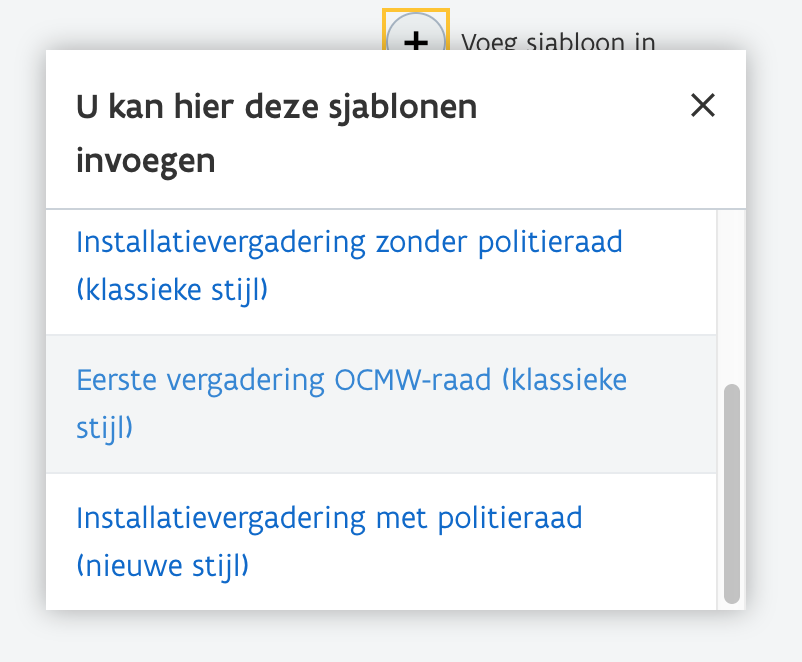 Voeg sjabloon in
U kan hier deze sjablonen
invoegen
Installatievergadering zonder politieraad
(klassieke stijl)
Eerste vergadering OCMW-raad (klassieke
stijl)
Installatievergadering met politieraad
(nieuwe stijl)